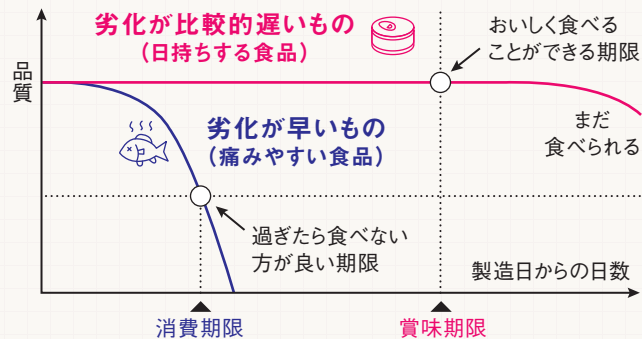 劣化が比較的遅いもの
(日持ちする食品)
おいしく食べる
ことができる期限
品質
劣化が早いもの
(痛みやすい食品)
まだ
食べられる
過ぎたら食べない
方が良い期限
製造日からの日数
消費期限
賞味期限